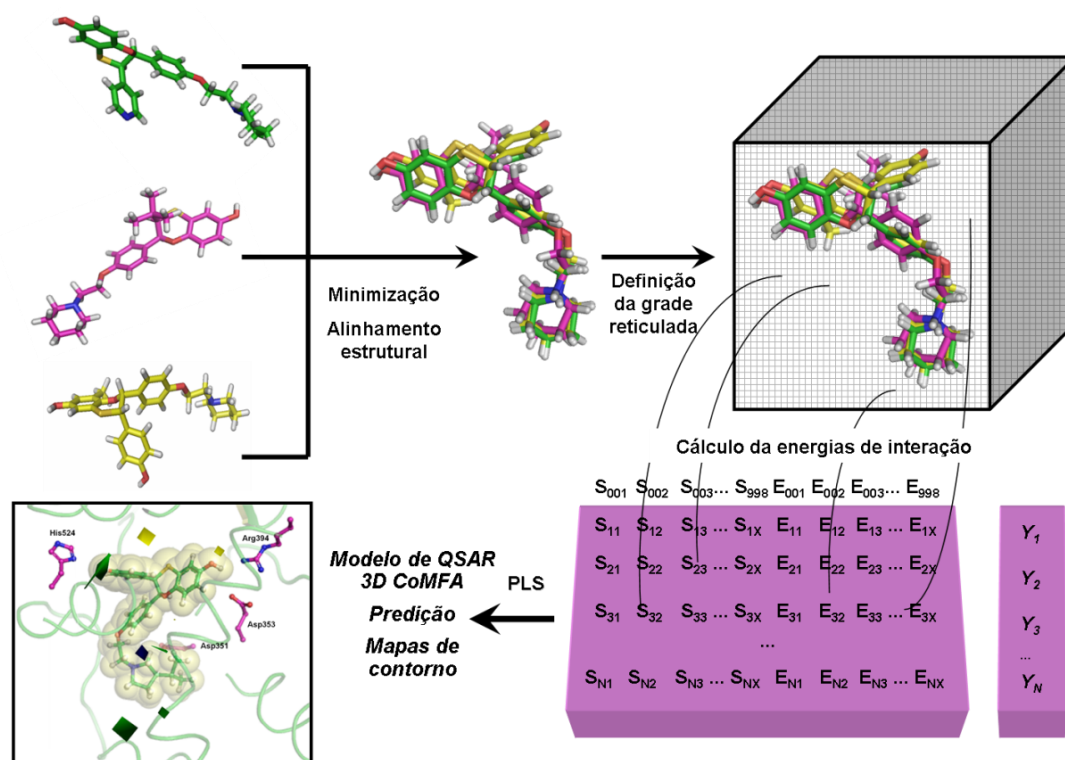 Minimização
Alinhamento
estrutural
Definição
da grade
reticulada
Cálculo da energias de interação
S001 S002 S003... S998 E001 E002 E003... E998
S11 S12 S13 ... S1X E11 E12 E13 ... E1X
Y1
S21 S22 S23 ... S2X E21 E22 E23 ... E2X
Y2
S31 S32 S33 ... S3X E31 E32 E33 ... E3X
Y3
...
...
SN1 SN2 SN3 ... SNX EN1 EN2 EN3 ... ENX
YN
PLS
Modelo de QSAR
3D CoMFA
Predição
Mapas de
contorno
His524
Arg394
Asp353
Asp351